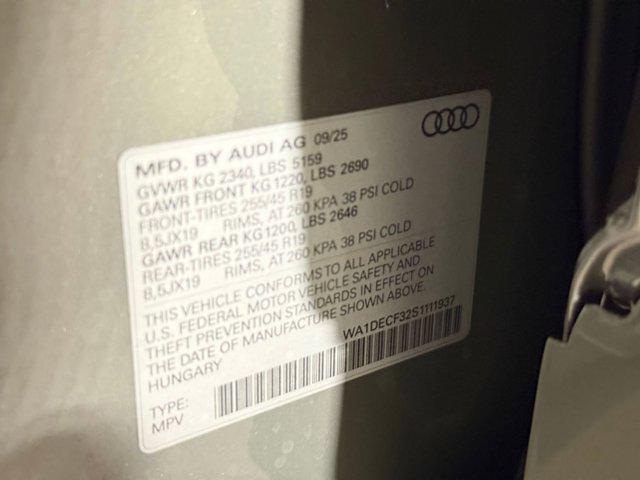 MFD. BY AUDI AG 09/25
GVWR KG 2340, LBS 5159
GAWR FRONT KG 1220, LBS 2690
FRONT-TIRES 255/45 R19
8,5JX19 RIMS, AT 260 KPA 38 PSI COLD
GAWR REAR KG1200, LBS 2646
REAR-TIRES 255/45 R19
8,5JX19 RIMS, AT 260 KPA 38 PSI COLD
THIS VEHICLE CONFORMS TO ALL APPLICABLE
U.S. FEDERAL MOTOR VEHICLE SAFETY AND
THEFT PREVENTION STANDARDS IN EFFECT ON
THE DATE OF MANUFACTURE SHOWN ABOVE.
HUNGARY WA1DECF32S1111937
TYPE:
MPV